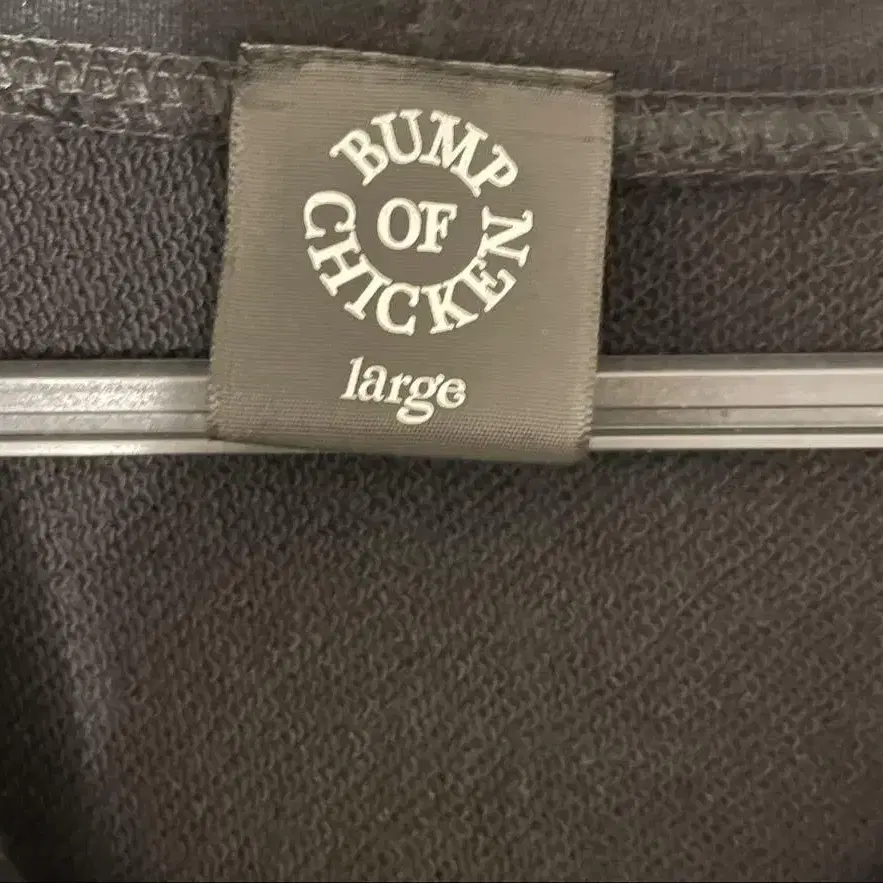 BUMP
OF
CHICKEN
large